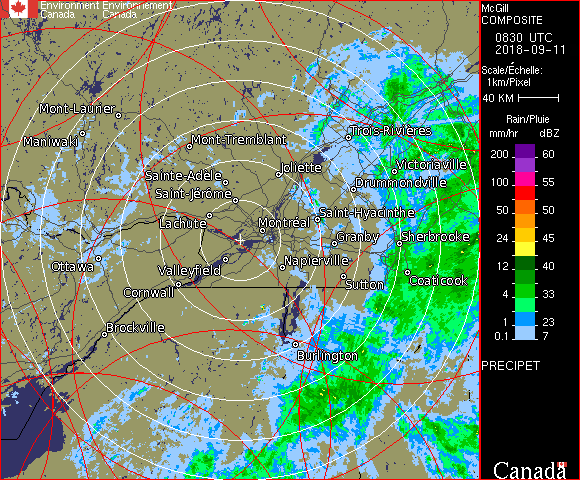 Environment Environnement
Canada Canada
McGill
COMPOSITE
0830 UTC
2018-09-11
Scale/Échelle:
1km/Pixel
40 KM
Rain/Pluie
mm/hr dBZ
200 60
150 55
100 55
50 50
24 45
12 40
4 33
1 23
0.1 7
PRECIPET
Canada
Mont-Laurier
Maniwaki
Mont-Tremblant
Trois-Rivières
Joliette
Victoriaville
Sainte-Adèle
Drummondville
Saint-Jérôme
Saint-Hyacinthe
Lachute
Montréal
Granby
Sherbrooke
Ottawa
Valleyfield
Napierville
Sutton
Coaticook
Cornwall
Brockville
Burlington